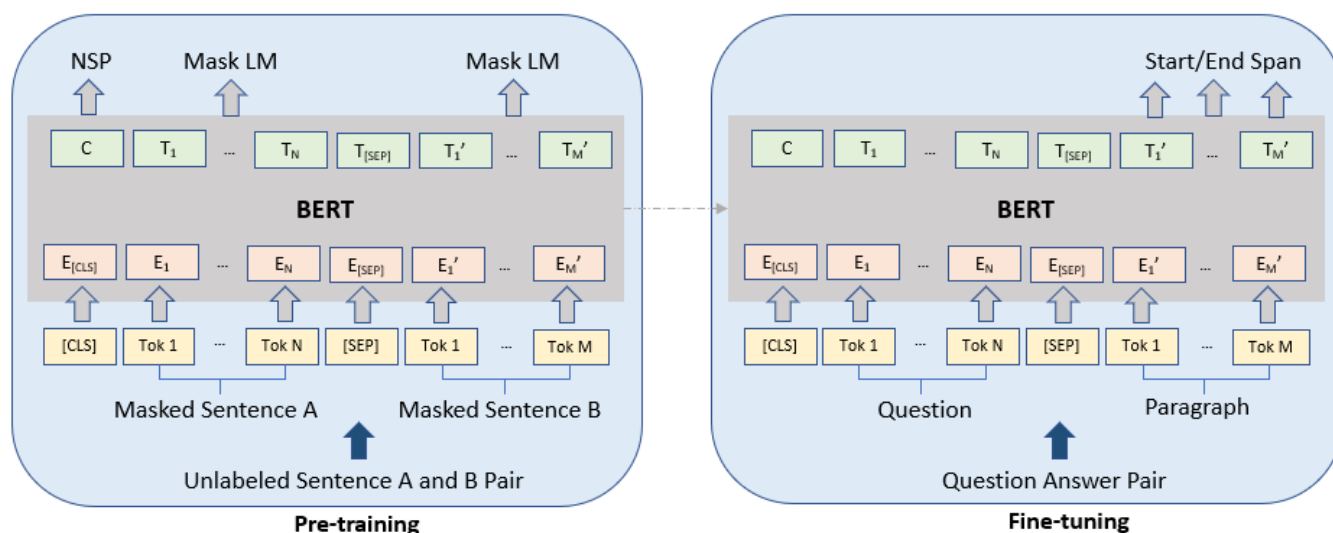 NSP Mask LM Mask LM
C T1 ... TN T[SEP] T1' ... TM'
BERT
E[CLS] E1 ... EN E[SEP] E1' ... EM'
[CLS] Tok 1 ... Tok N [SEP] Tok 1 ... Tok M
Masked Sentence A Masked Sentence B
Unlabeled Sentence A and B Pair
Pre-training
Start/End Span
C T1 ... TN T[SEP] T1' ... TM'
BERT
E[CLS] E1 ... EN E[SEP] E1' ... EM'
[CLS] Tok 1 ... Tok N [SEP] Tok 1 ... Tok M
Question Paragraph
Question Answer Pair
Fine-tuning